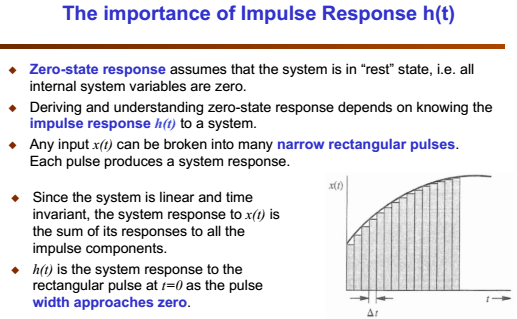 The importance of Impulse Response h(t)
Zero-state response assumes that the system is in “rest” state, i.e. all
internal system variables are zero.
Deriving and understanding zero-state response depends on knowing the
impulse response h(t) to a system.
Any input x(t) can be broken into many narrow rectangular pulses.
Each pulse produces a system response.
Since the system is linear and time
invariant, the system response to x(t) is
the sum of its responses to all the
impulse components.
h(t) is the system response to the
rectangular pulse at t=0 as the pulse
width approaches zero.
x(t)
t
Δt